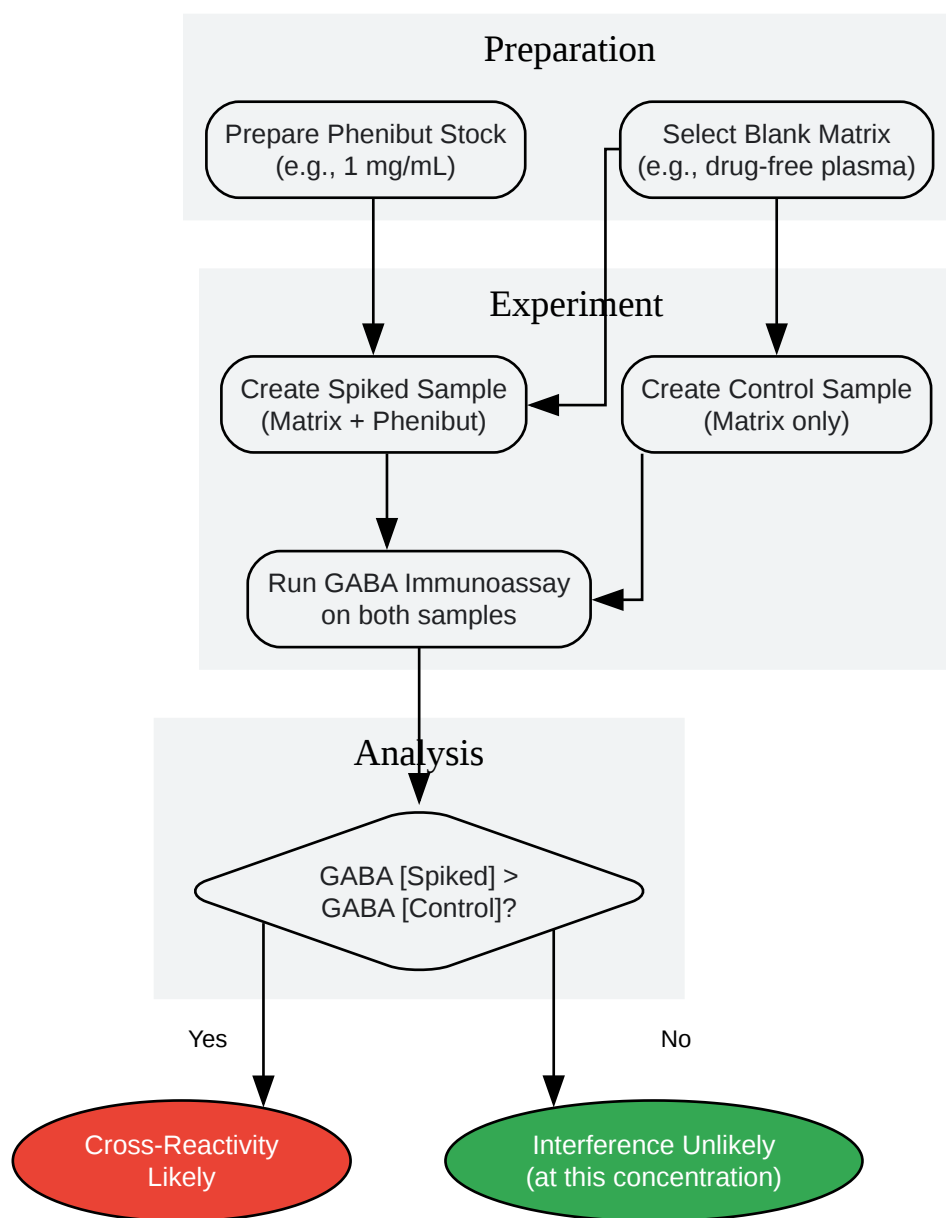 Preparation
Prepare Phenibut Stock
(e.g., 1 mg/mL)
Select Blank Matrix
(e.g., drug-free plasma)
Experiment
Create Spiked Sample
(Matrix + Phenibut)
Create Control Sample
(Matrix only)
Run GABA Immunoassay
on both samples
Analysis
GABA [Spiked] >
GABA [Control]?
Yes
No
Cross-Reactivity
Likely
Interference Unlikely
(at this concentration)